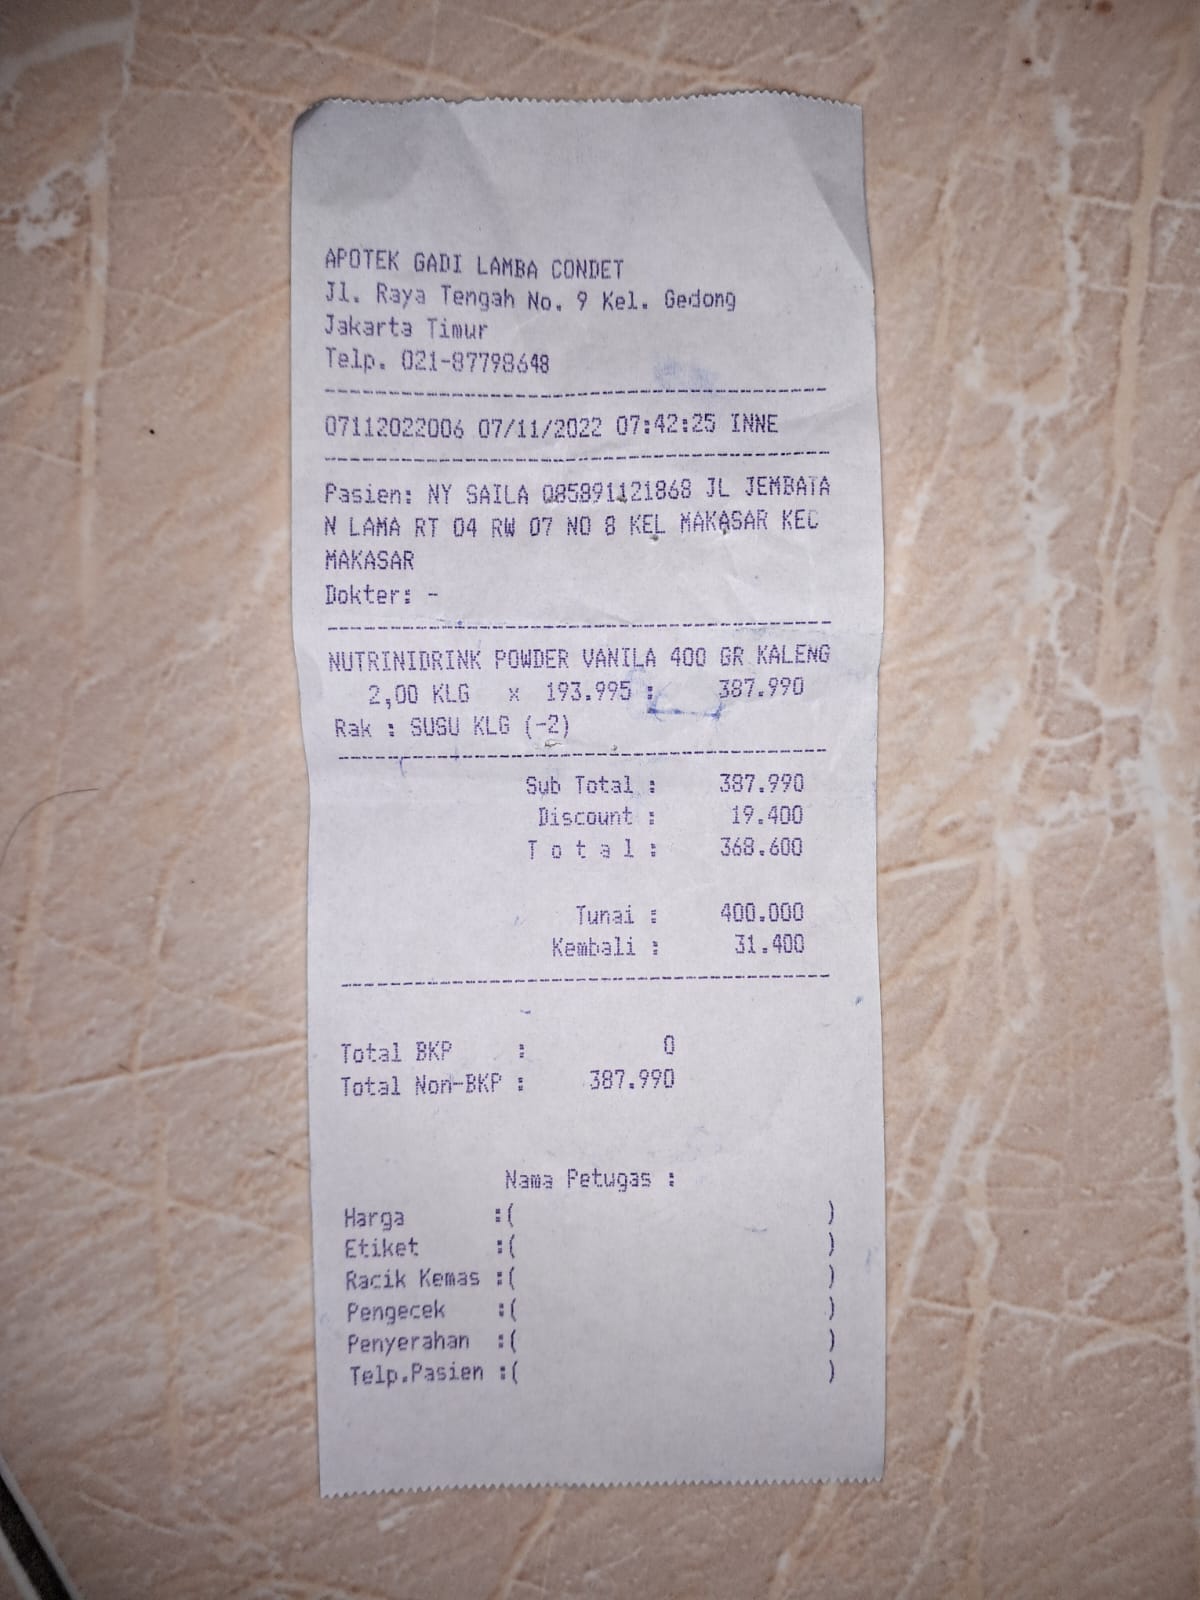 APOTEK GADI LAMBA CONDET
Jl. Raya Tengah No. 9 Kel. Gedong
Jakarta Timur
Telp. 021-87798648
07112022006 07/11/2022 07:42:25 INNE
Pasien: NY SAILA 085891121868 JL JEMBATA
N LAMA RT 04 RW 07 NO 8 KEL MAKASAR KEC
MAKASAR
Dokter: -
NUTRINIDRINK POWDER VANILA 400 GR KALENG
2,00 KLG x 193.995 : 387.990
Rak : SUSU KLG (-2)
Sub Total : 387.990
Discount : 19.400
T o t a l : 368.600
Tunai : 400.000
Kembali : 31.400
Total BKP : 0
Total Non-BKP : 387.990
Nama Petugas :
Harga :( )
Etiket :( )
Racik Kemas :( )
Pengecek :( )
Penyerahan :( )
Telp.Pasien :( )